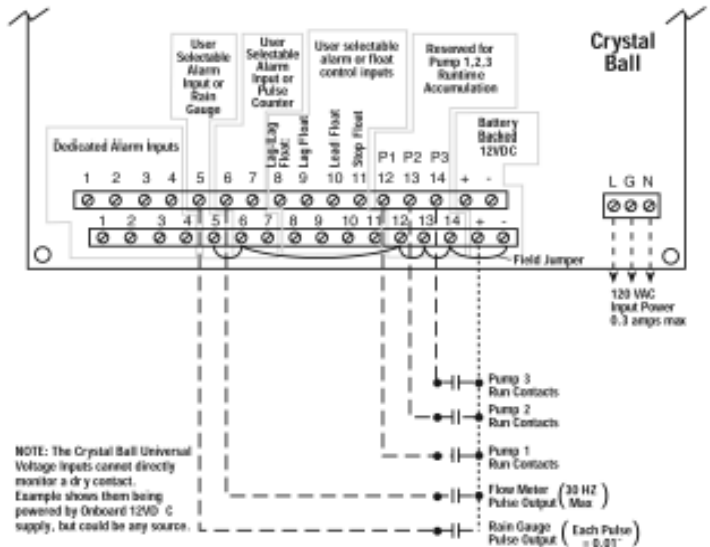 Crystal
Ball
User
Selectable
Alarm
Input or
Rain
Gauge
User
Selectable
Alarm
Input or
Pulse
Counter
User selectable
alarm or float
control inputs
Reserved for
Pump 1,2,3
Runtime
Accumulation
Battery
Backed
12VDC
Dedicated Alarm Inputs
Lag-lLag
Float
Lag Float
Lead Float
Stop Float
P1 P2 P3
1 2 3 4 5 6 7 8 9 10 11 12 13 14 + -
1 2 3 4 5 6 7 8 9 10 11 12 13 14 + -
L G N
Field Jumper
120 VAC
Input Power
0.3 amps max
Pump 3
Run Contacts
Pump 2
Run Contacts
Pump 1
Run Contacts
Flow Meter
Pulse Output (30 HZ Max)
Rain Gauge
Pulse Output (Each Pulse = 0.01")
NOTE: The Crystal Ball Universal
Voltage Inputs cannot directly
monitor a dr y contact.
Example shows them being
powered by Onboard 12VD C
supply, but could be any source.